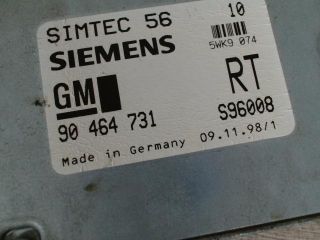 SIMTEC 56 10
SIEMENS 5WK9 074
GM RT
90 464 731 S96008
Made in Germany 09.11.98/1